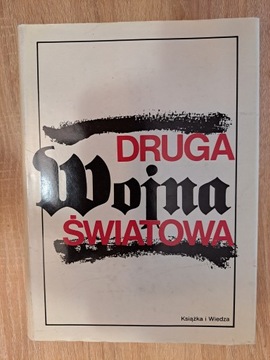 DRUGA
Wojna
ŚWIATOWA
Książka i Wiedza